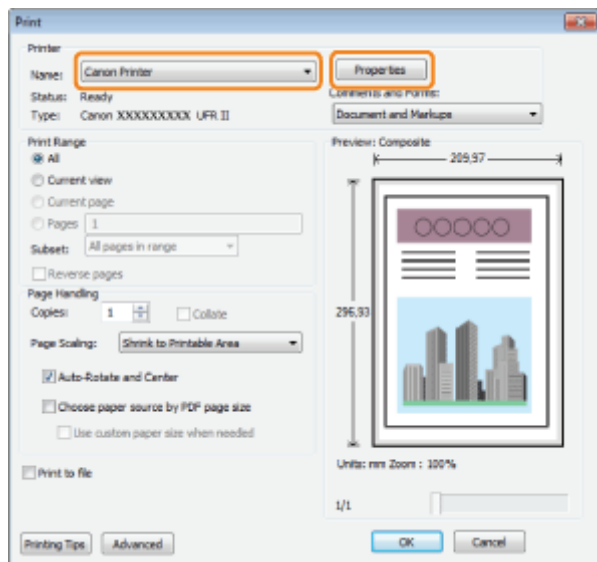 Print
Printer
Name: Canon Printer
Properties
Status: Ready
Comments and Forms:
Type: Canon XXXXXXXXX UFR II
Document and Markups
Print Range
All
Current view
Current page
Pages 1
Subset: All pages in range
Reverse pages
Page Handling
Copies: 1 Collate
Page Scaling: Shrink to Printable Area
Auto-Rotate and Center
Choose paper source by PDF page size
Use custom paper size when needed
Print to file
Preview: Composite
209,97
OOOOO
296,93
Units: mm Zoom : 100%
1/1
Printing Tips Advanced OK Cancel